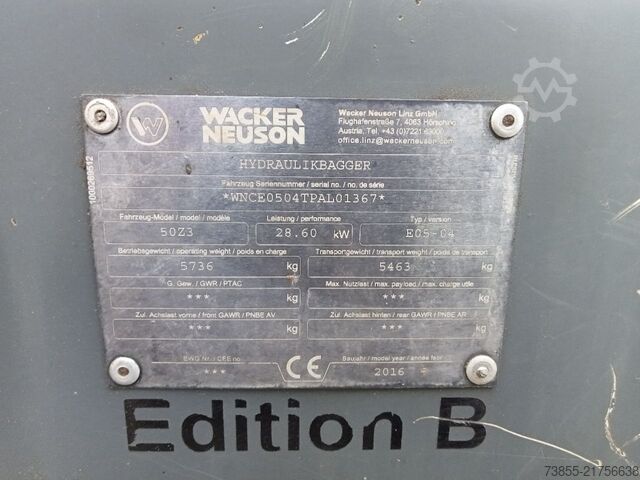 WACKER
NEUSON
Wacker Neuson Linz GmbH
Flughafenstraße 7, 4063 Hörsching
Austria, Tel. +43 (0)7221 63000
office.linz@wackerneuson.com
HYDRAULIKBAGGER
Fahrzeug Seriennummer / serial no. / no. de série
*WNCE0504TPAL01367*
Fahrzeug-Model / model / modèle
Leistung / performance
Typ / version
50Z3
28.60 kW
E05-04
Betriebsgewicht / operating weight / poids en charge
Transportgewicht / transport weight / poids de transport
5736 kg
5463 kg
G. Gew. / GWR / PTAC
Max. Nutzlast / max. payload / max. charge utile
*** kg
*** kg
Zul. Achslast vorne / front GAWR / PNBE AV
Zul. Achslast hinten / rear GAWR / PNBE AR
*** kg
*** kg
EWG Nr. / CEE no.
CE
Baujahr / model year / année fabr.
***
2016
1000268512
Edition B
73855-21756638